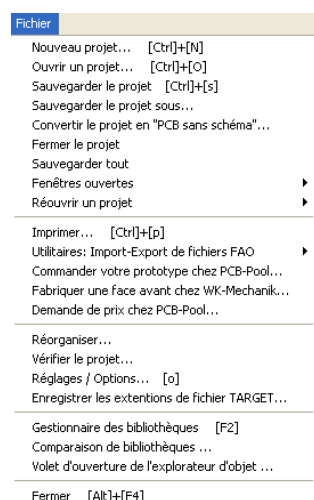 Fichier
Nouveau projet... [Ctrl]+[N]
Ouvrir un projet... [Ctrl]+[O]
Sauvegarder le projet [Ctrl]+[s]
Sauvegarder le projet sous...
Convertir le projet en "PCB sans schéma"...
Fermer le projet
Sauvegarder tout
Fenêtres ouvertes
Réouvrir un projet
Imprimer... [Ctrl]+[p]
Utilitaires: Import-Export de fichiers FAO
Commander votre prototype chez PCB-Pool...
Fabriquer une face avant chez WK-Mechanik...
Demande de prix chez PCB-Pool...
Réorganiser...
Vérifier le projet...
Réglages / Options... [o]
Enregistrer les extentions de fichier TARGET...
Gestionnaire des bibliothèques [F2]
Comparaison de bibliothèques ...
Volet d'ouverture de l'explorateur d'objet ...
Fermer [Alt]+[F4]